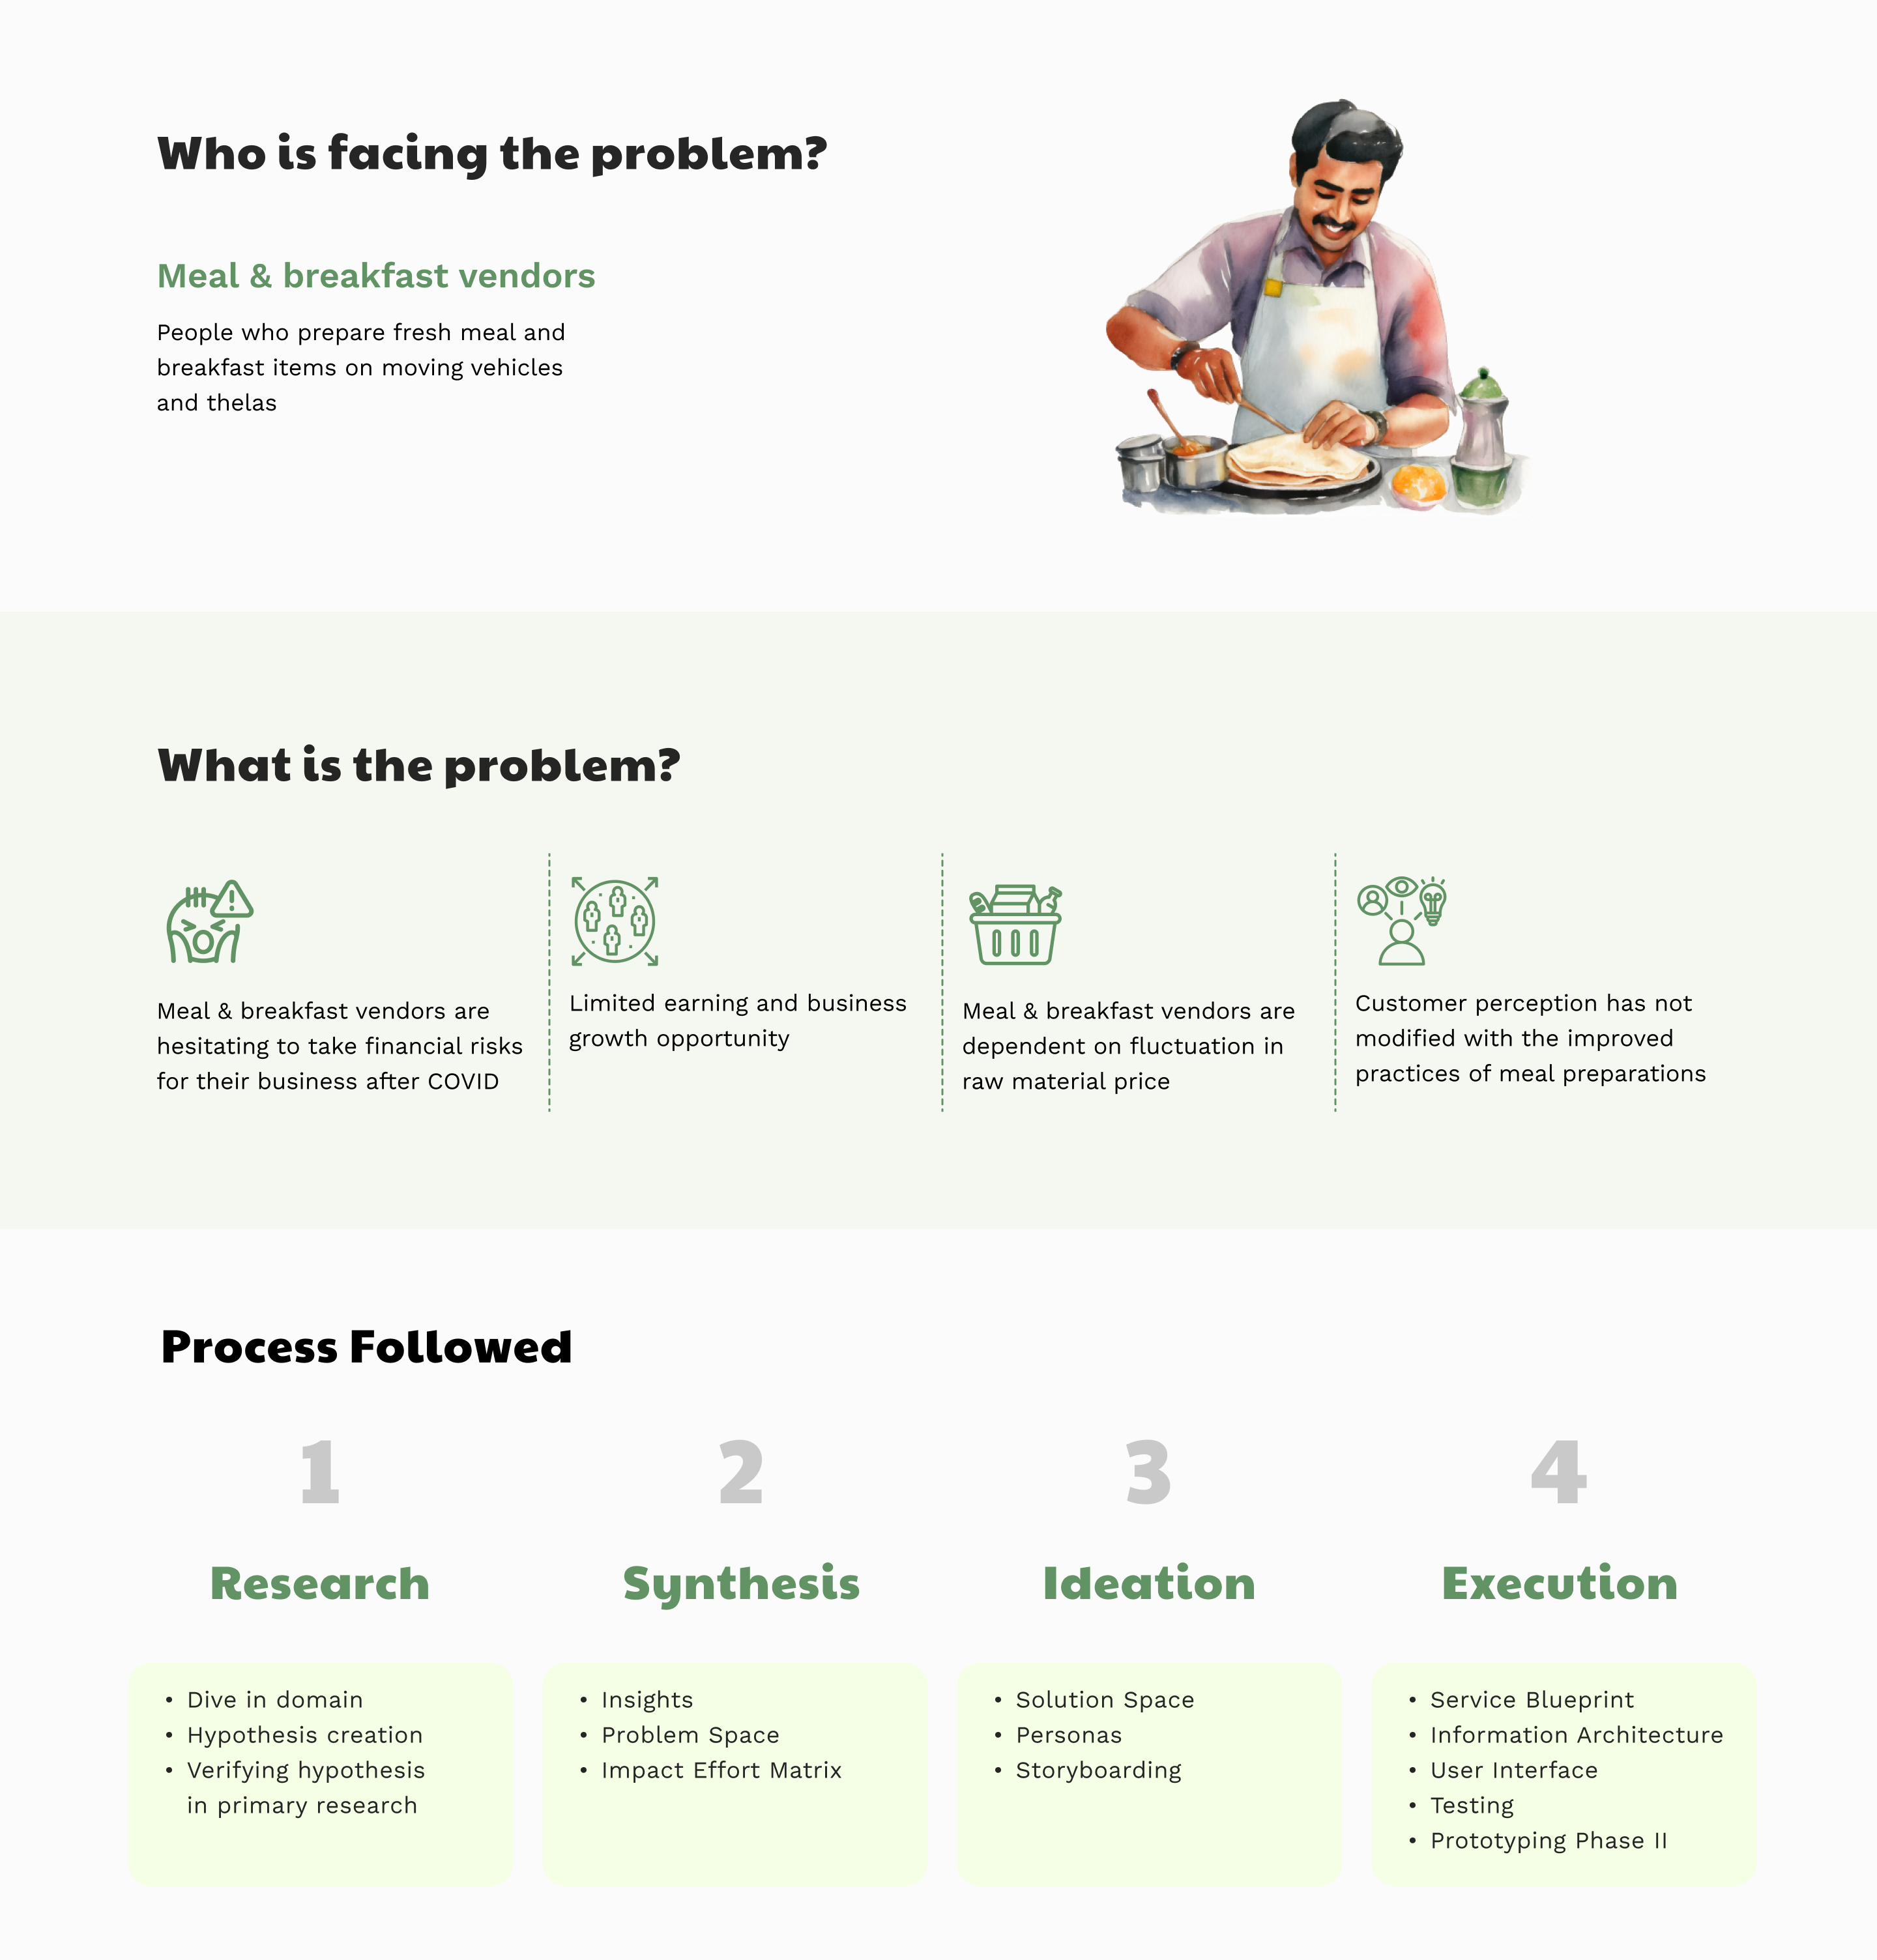 Who is facing the problem?
Meal & breakfast vendors
People who prepare fresh meal and
breakfast items on moving vehicles
and thelas
What is the problem?
Meal & breakfast vendors are
hesitating to take financial risks
for their business after COVID
Limited earning and business
growth opportunity
Meal & breakfast vendors are
dependent on fluctuation in
raw material price
Customer perception has not
modified with the improved
practices of meal preparations
Process Followed
1
Research
• Dive in domain
• Hypothesis creation
• Verifying hypothesis
in primary research
2
Synthesis
• Insights
• Problem Space
• Impact Effort Matrix
3
Ideation
• Solution Space
• Personas
• Storyboarding
4
Execution
• Service Blueprint
• Information Architecture
• User Interface
• Testing
• Prototyping Phase II